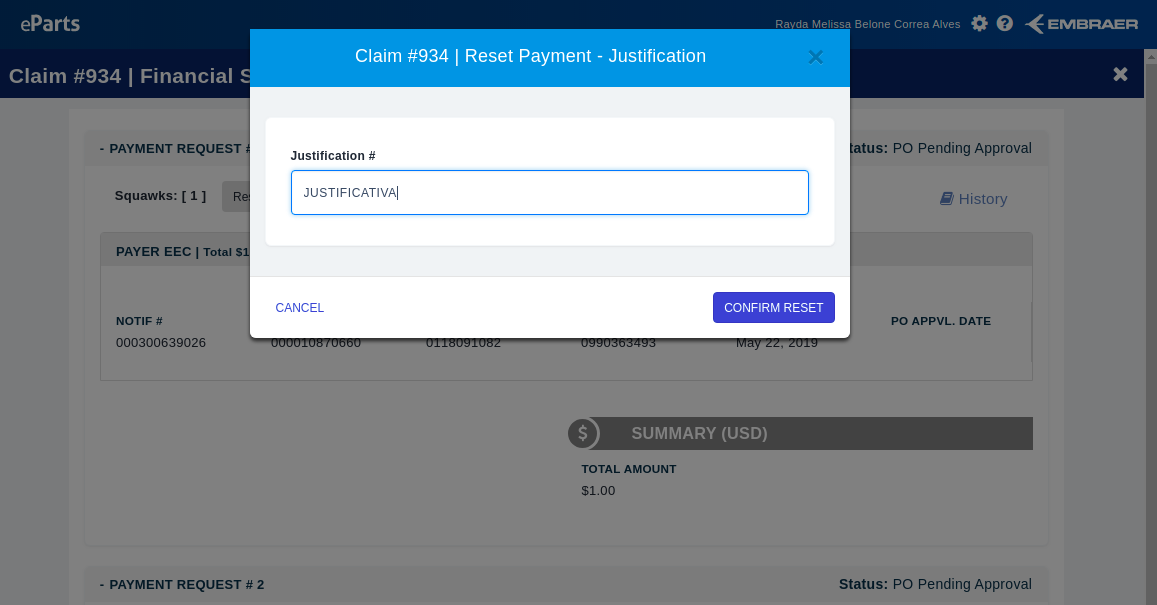 eParts
Rayda Melissa Belone Correa Alves
EMBRAER
Claim #934 | Financial S
Claim #934 | Reset Payment - Justification
- PAYMENT REQUEST #
tatus: PO Pending Approval
Justification #
JUSTIFICATIVA
Squawks: [ 1 ]
Res
History
PAYER EEC | Total $1
CANCEL
CONFIRM RESET
NOTIF #
PO APPVL. DATE
000300639026
000010870660
0118091082
0990363493
May 22, 2019
SUMMARY (USD)
TOTAL AMOUNT
$1.00
- PAYMENT REQUEST # 2
Status: PO Pending Approval